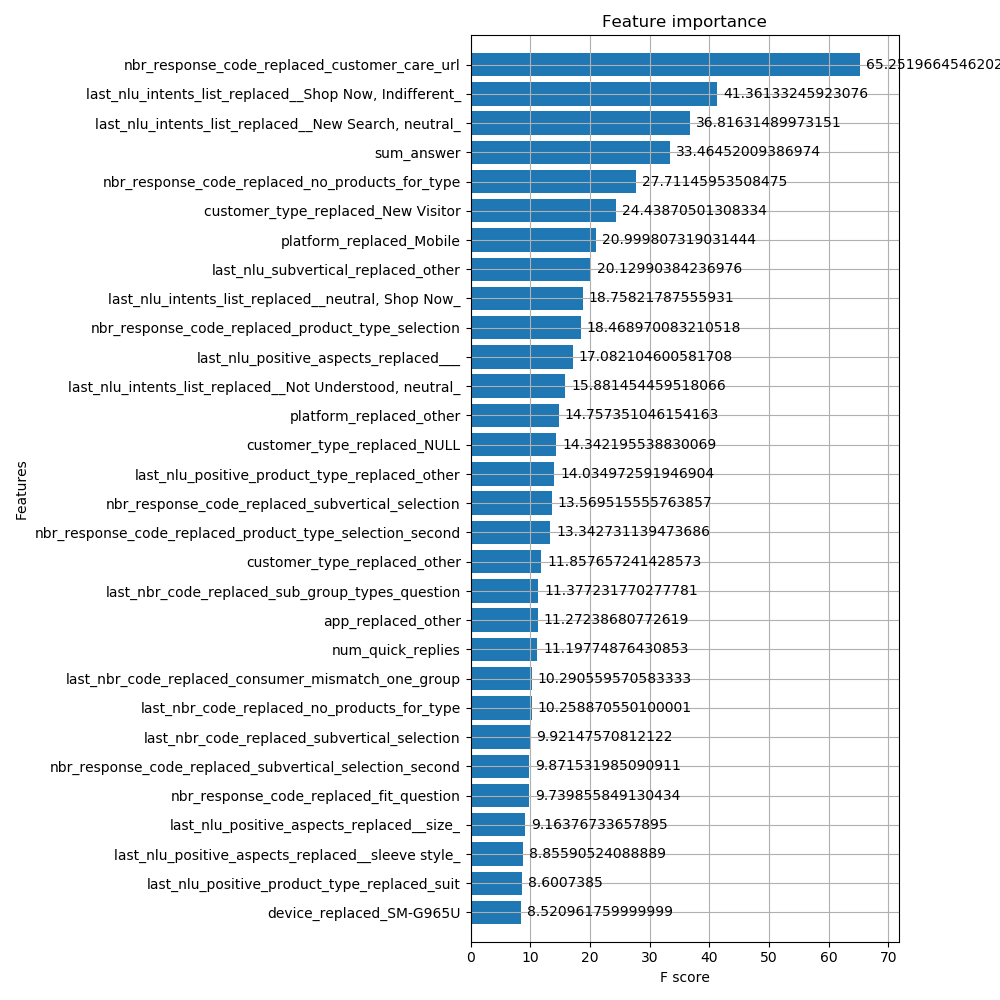 Feature importance
nbr_response_code_replaced_customer_care_url 65.2519664546202
last_nlu_intents_list_replaced__Shop Now, Indifferent_ 41.36133245923076
last_nlu_intents_list_replaced__New Search, neutral_ 36.81631489973151
sum_answer 33.46452009386974
nbr_response_code_replaced_no_products_for_type 27.71145953508475
customer_type_replaced_New Visitor 24.43870501308334
platform_replaced_Mobile 20.999807319031444
last_nlu_subvertical_replaced_other 20.12990384236976
last_nlu_intents_list_replaced__neutral, Shop Now_ 18.75821787555931
nbr_response_code_replaced_product_type_selection 18.468970083210518
last_nlu_positive_aspects_replaced___ 17.082104600581708
last_nlu_intents_list_replaced__Not Understood, neutral_ 15.881454459518066
platform_replaced_other 14.757351046154163
customer_type_replaced_NULL 14.342195538830069
last_nlu_positive_product_type_replaced_other 14.034972591946904
nbr_response_code_replaced_subvertical_selection 13.569515555763857
nbr_response_code_replaced_product_type_selection_second 13.342731139473686
customer_type_replaced_other 11.857657241428573
last_nbr_code_replaced_sub_group_types_question 11.377231770277781
app_replaced_other 11.27238680772619
num_quick_replies 11.19774876430853
last_nbr_code_replaced_consumer_mismatch_one_group 10.290559570583333
last_nbr_code_replaced_no_products_for_type 10.258870550100001
last_nbr_code_replaced_subvertical_selection 9.92147570812122
nbr_response_code_replaced_subvertical_selection_second 9.871531985090911
nbr_response_code_replaced_fit_question 9.739855849130434
last_nlu_positive_aspects_replaced__size_ 9.16376733657895
last_nlu_positive_aspects_replaced__sleeve style_ 8.85590524088889
last_nlu_positive_product_type_replaced_suit 8.6007385
device_replaced_SM-G965U 8.520961759999999
Features
0 10 20 30 40 50 60 70
F score